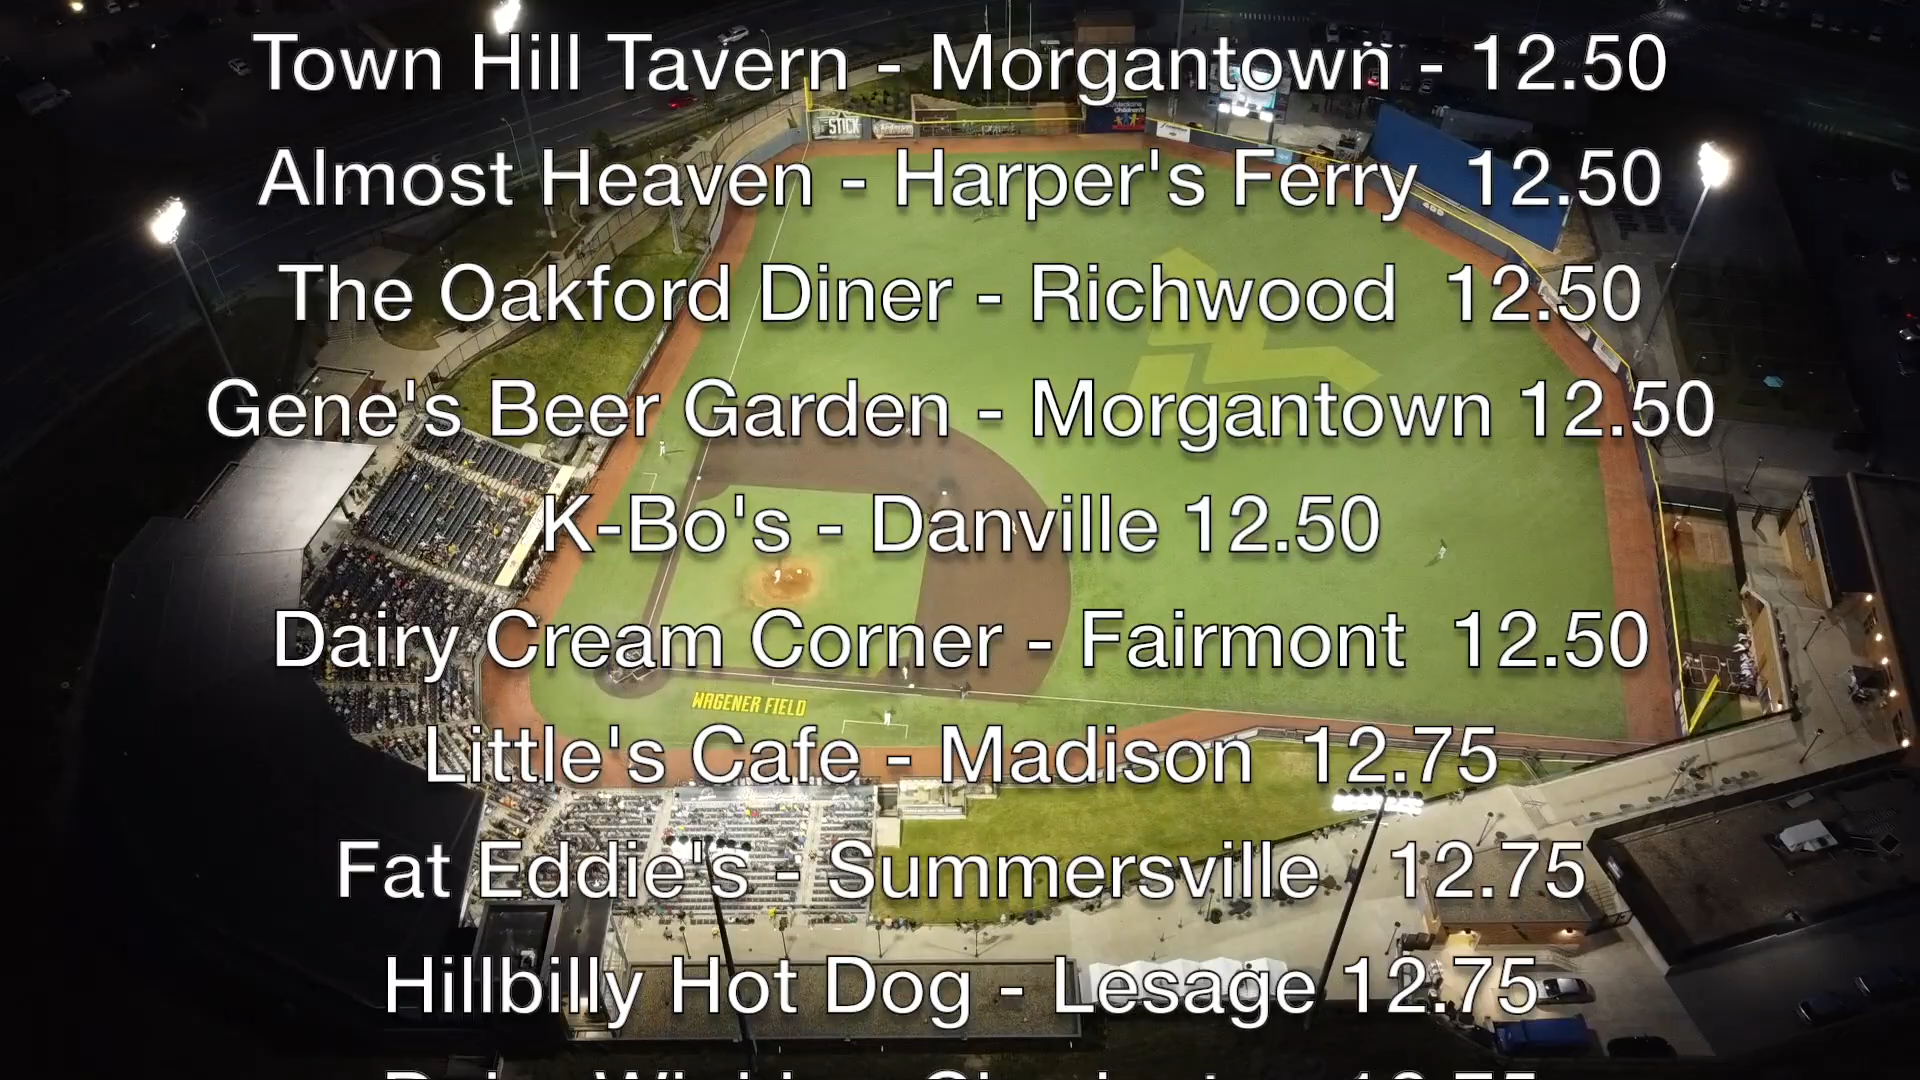 Town Hill Tavern - Morgantown - 12.50
STICK
Almost Heaven - Harper's Ferry 12.50
The Oakford Diner - Richwood 12.50
Gene's Beer Garden - Morgantown 12.50
K-Bo's - Danville 12.50
Dairy Cream Corner - Fairmont 12.50
WAGENER FIELD
Little's Cafe - Madison 12.75
Fat Eddie's - Summersville 12.75
Hillbilly Hot Dog - Lesage 12.75